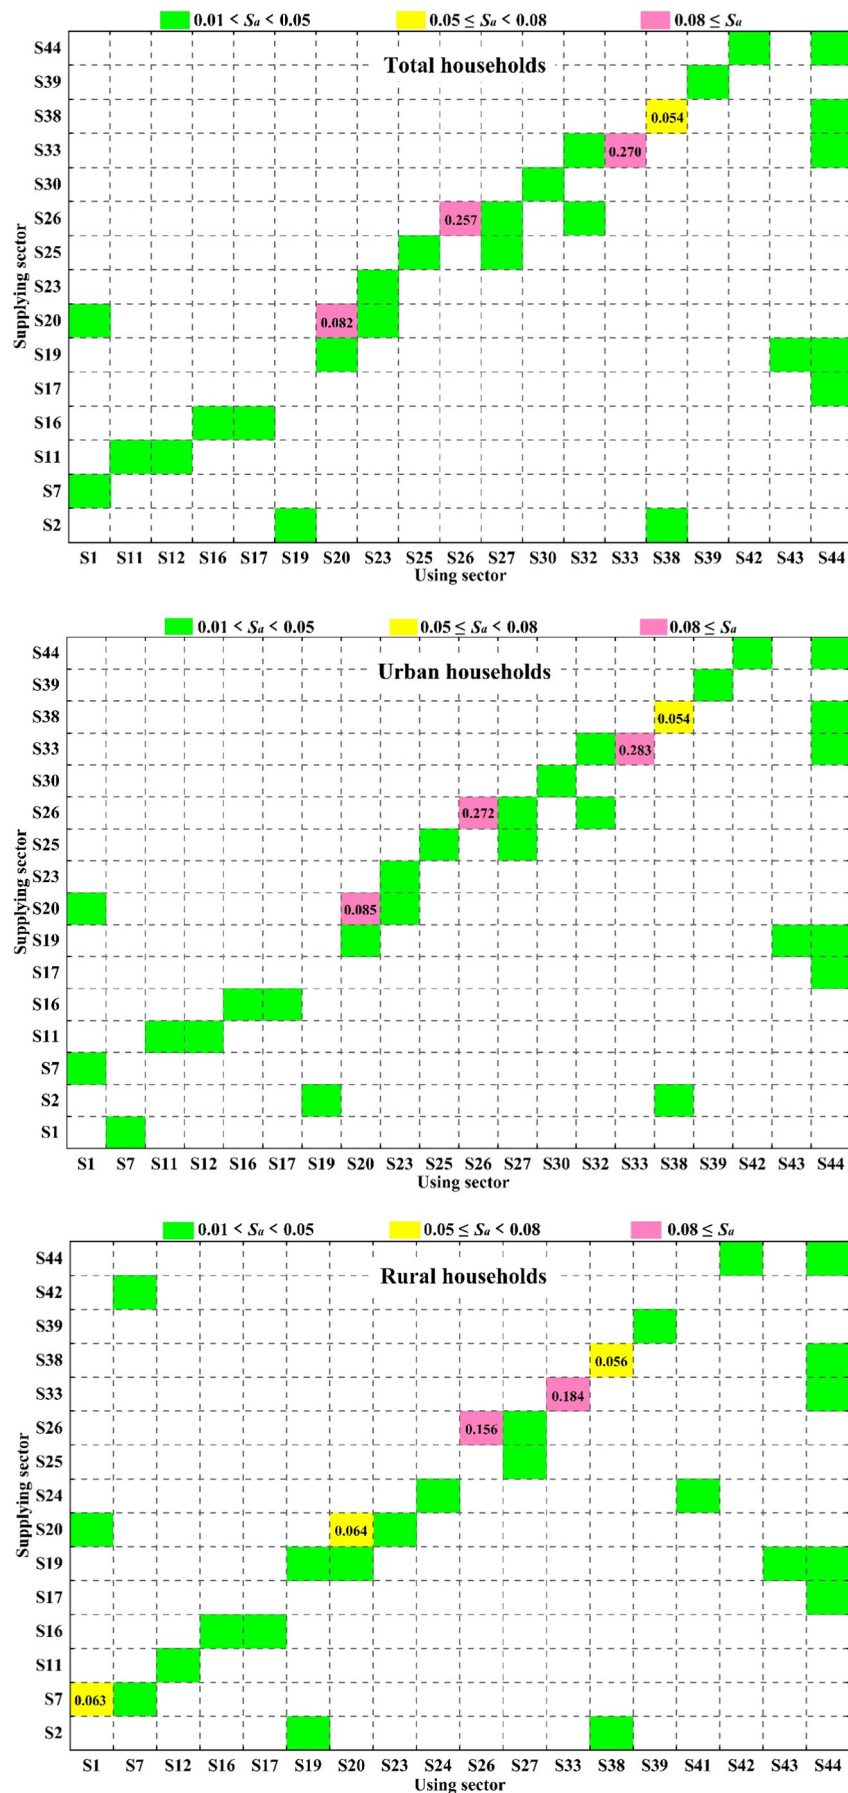 0.01 < Sa < 0.05 0.05 ≤ Sa < 0.08 0.08 ≤ Sa
Total households
Supplying sector
S44
S39
S38 0.054
S33 0.270
S30
S26 0.257
S25
S23
S20 0.082
S19
S17
S16
S11
S7
S2
S1 S11 S12 S16 S17 S19 S20 S23 S25 S26 S27 S30 S32 S33 S38 S39 S42 S43 S44
Using sector
0.01 < Sa < 0.05 0.05 ≤ Sa < 0.08 0.08 ≤ Sa
Urban households
Supplying sector
S44
S39
S38 0.054
S33 0.283
S30
S26 0.272
S25
S23
S20 0.085
S19
S17
S16
S11
S7
S2
S1
S1 S7 S11 S12 S16 S17 S19 S20 S23 S25 S26 S27 S30 S32 S33 S38 S39 S42 S43 S44
Using sector
0.01 < Sa < 0.05 0.05 ≤ Sa < 0.08 0.08 ≤ Sa
Rural households
Supplying sector
S44
S42
S39
S38 0.056
S33 0.184
S26 0.156
S25
S24
S20 0.064
S19
S17
S16
S11
S7 0.063
S2
S1 S7 S12 S16 S17 S19 S20 S23 S24 S26 S27 S33 S38 S39 S41 S42 S43 S44
Using sector